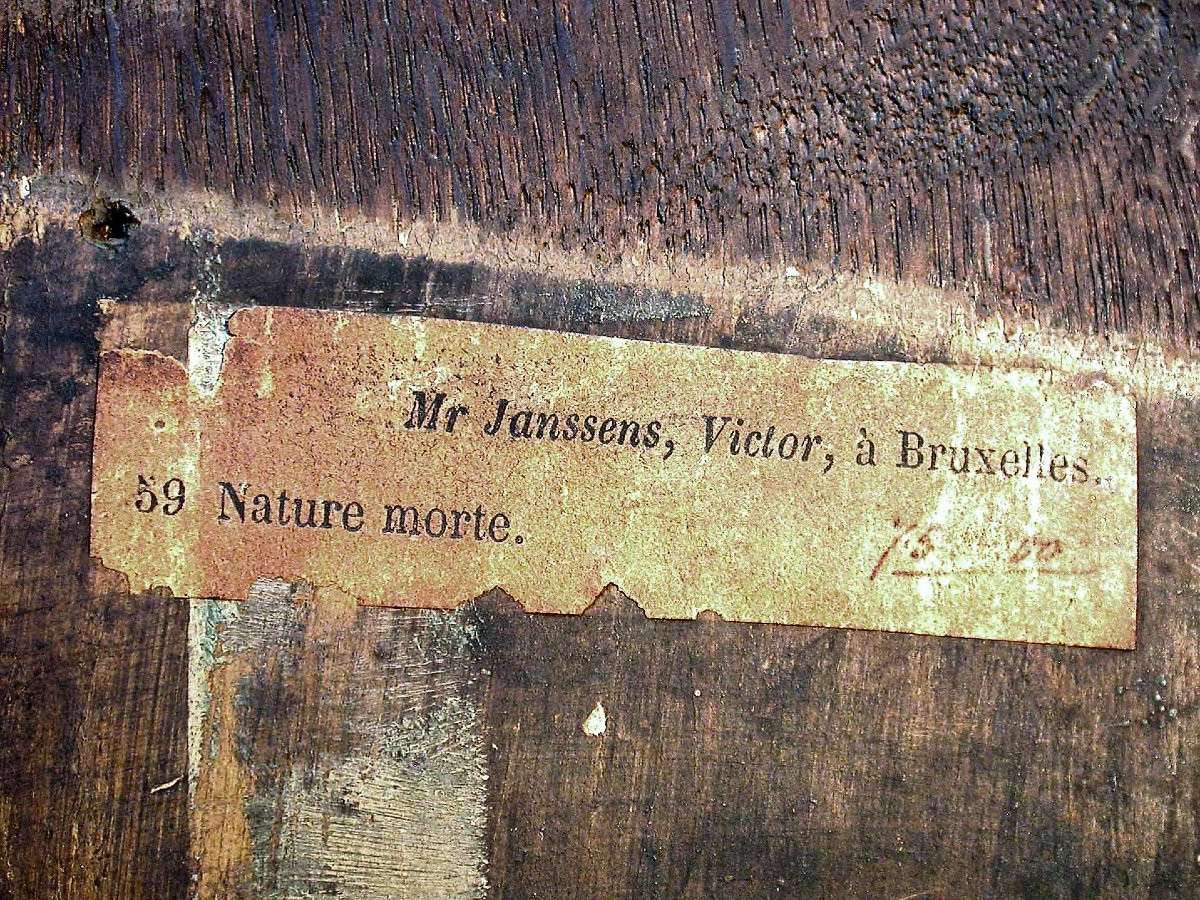 Mr Janssens, Victor, à Bruxelles.
59 Nature morte.